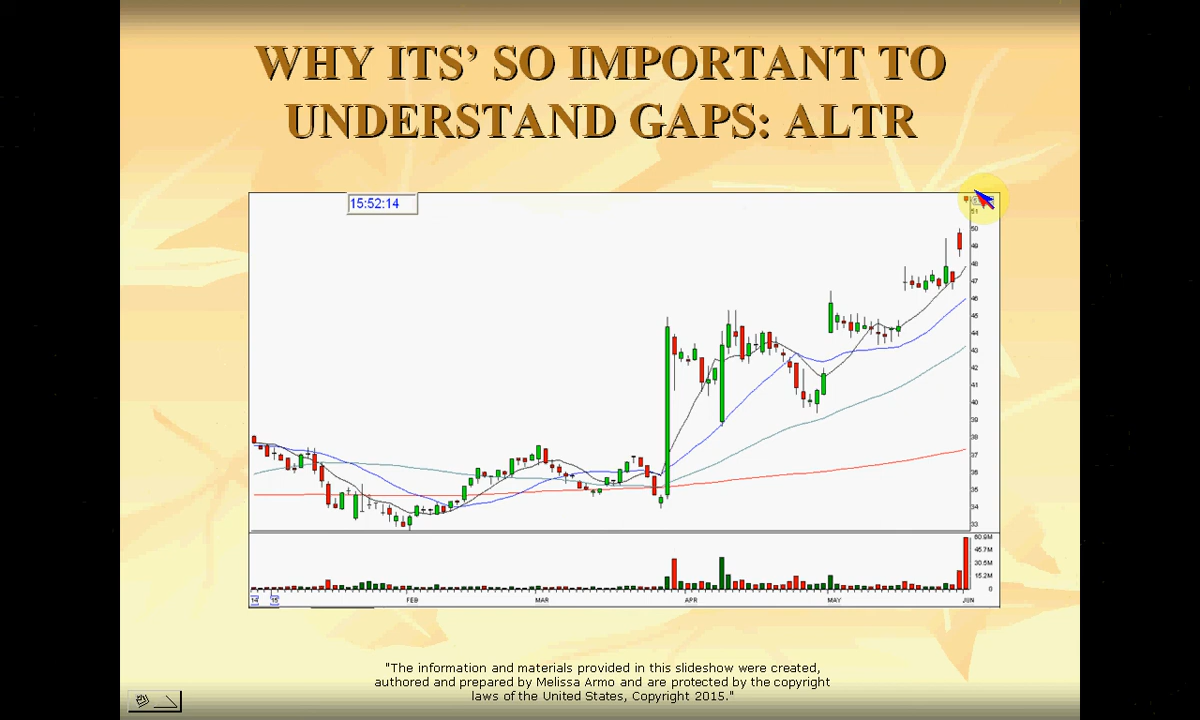 WHY ITS’ SO IMPORTANT TO
UNDERSTAND GAPS: ALTR
15:52:14
51
50
49
48
47
46
45
44
43
42
41
40
39
38
37
36
35
34
33
60.9M
45.7M
30.5M
15.2M
0
14 15 FEB MAR APR MAY JUN
"The information and materials provided in this slideshow were created,
authored and prepared by Melissa Armo and are protected by the copyright
laws of the United States, Copyright 2015."